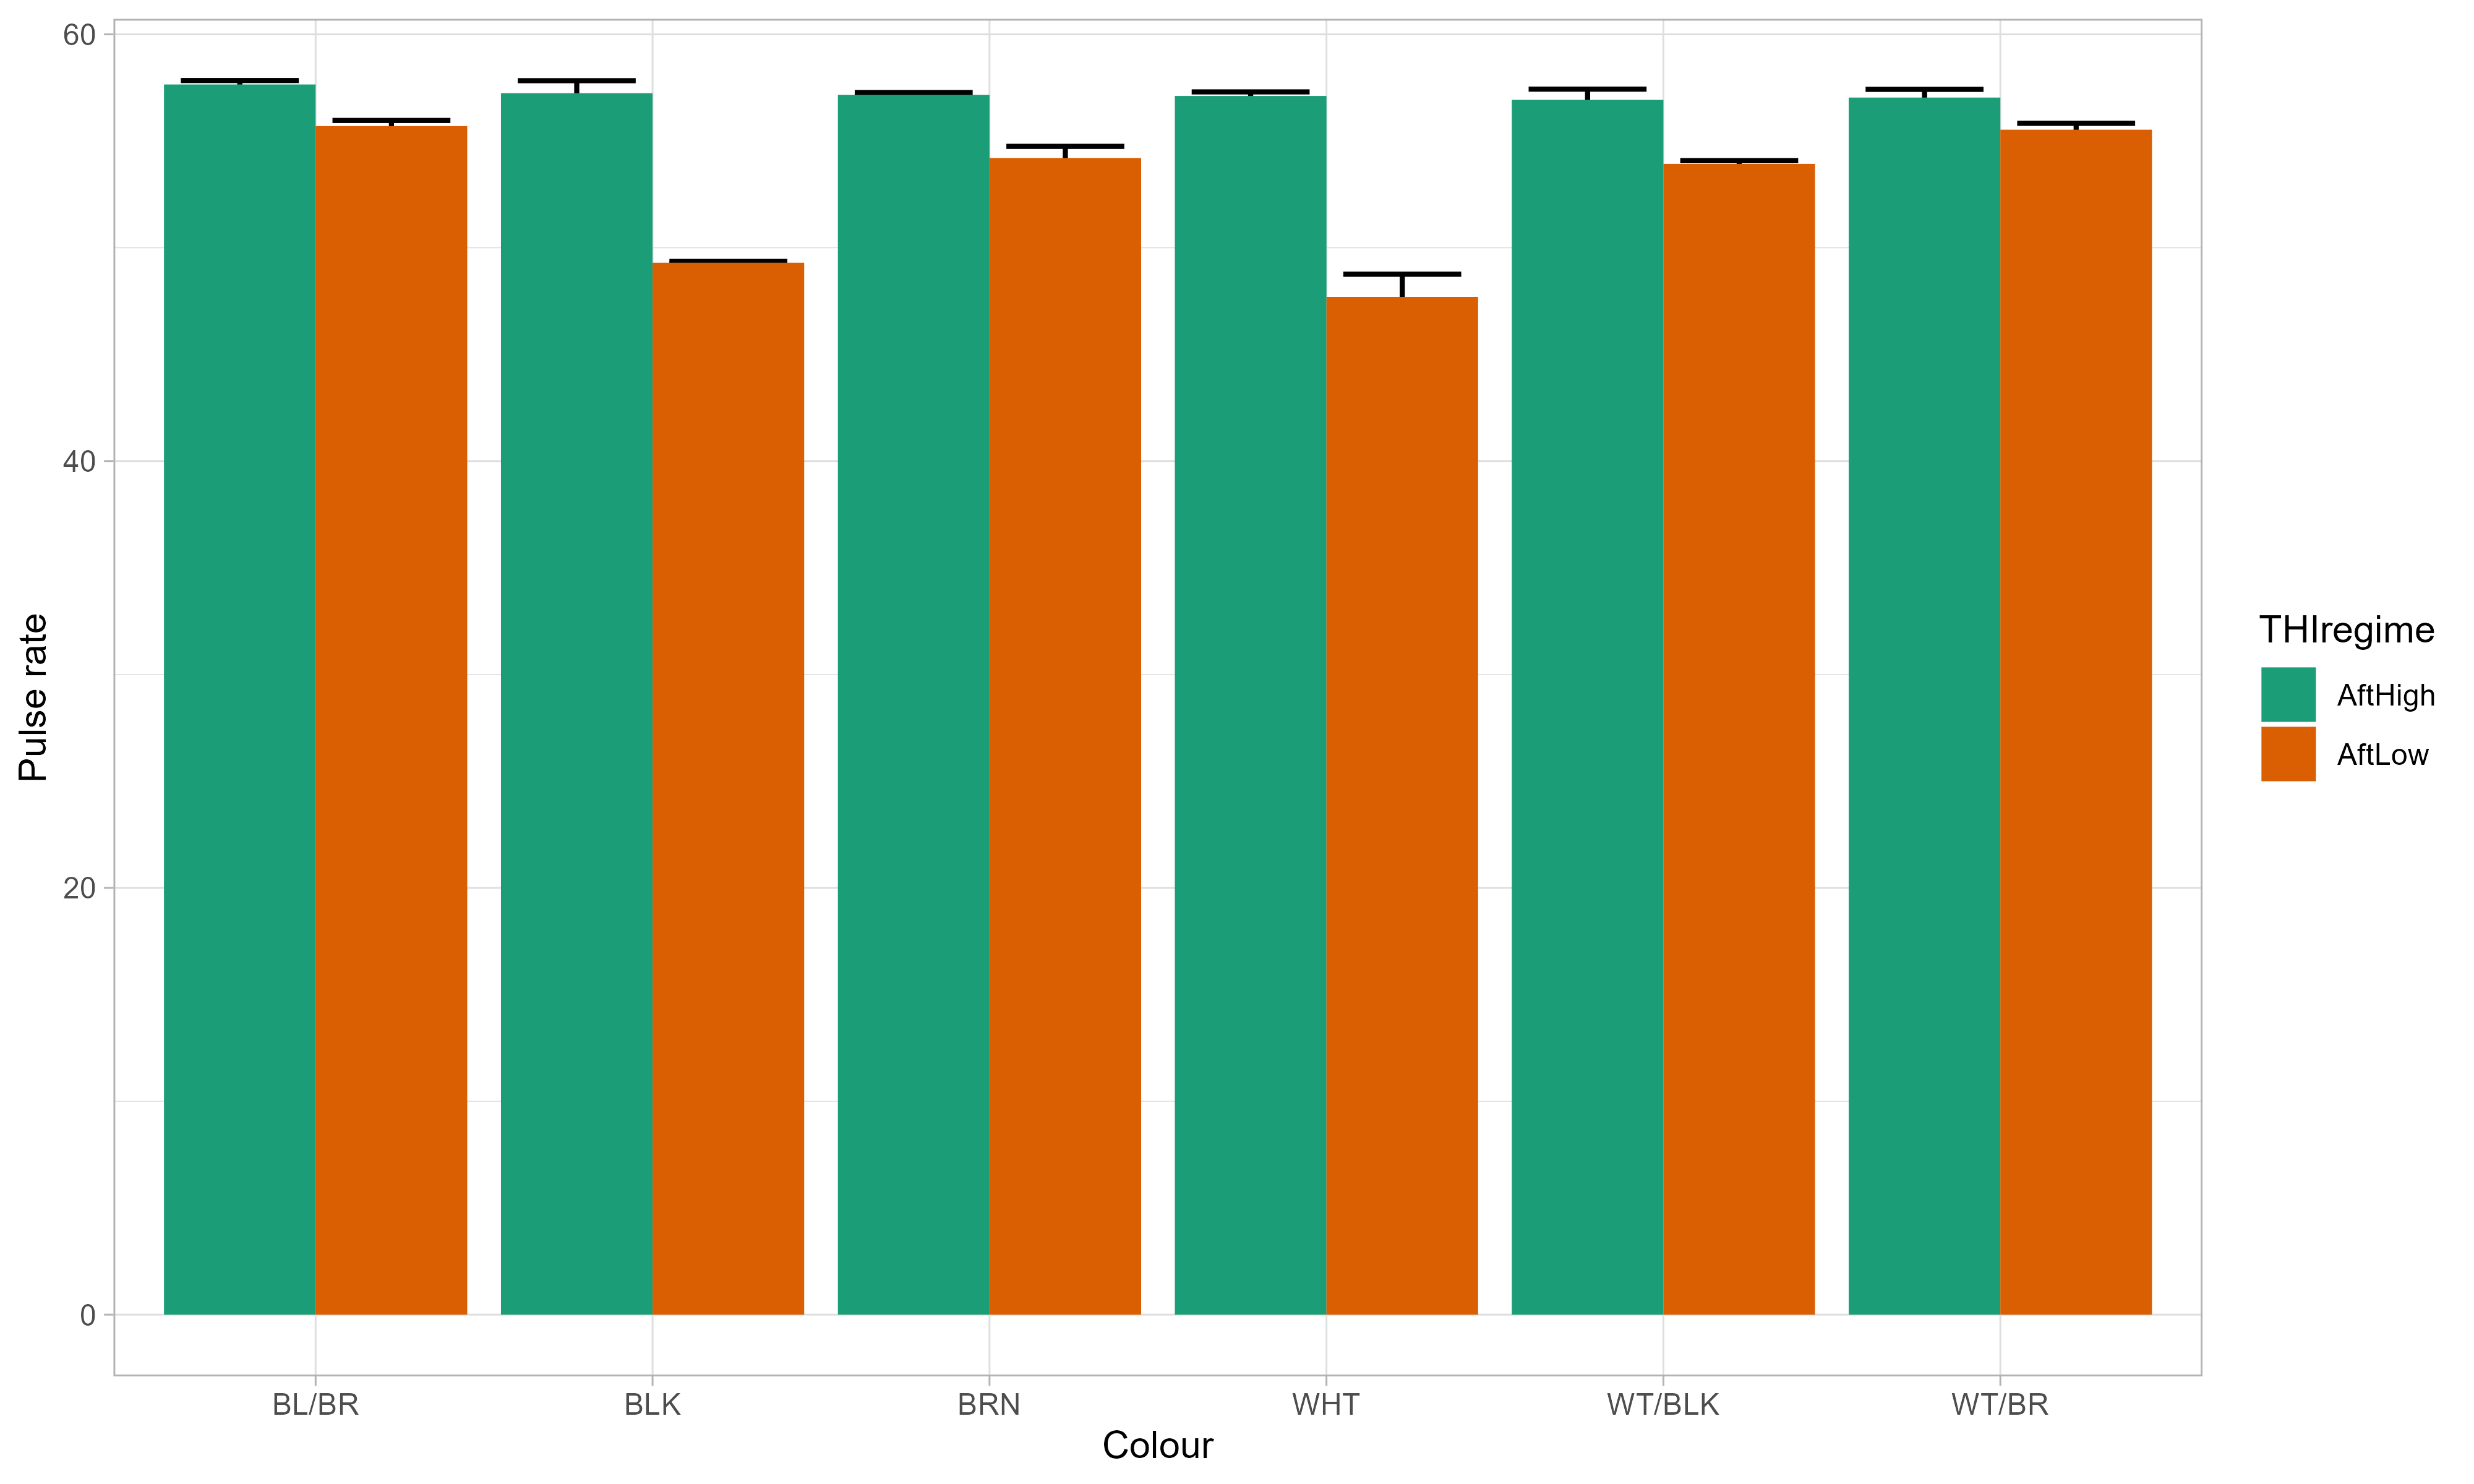 60
40
20
0
Pulse rate
BL/BR
BLK
BRN
WHT
WT/BLK
WT/BR
Colour
THIregime
AftHigh
AftLow